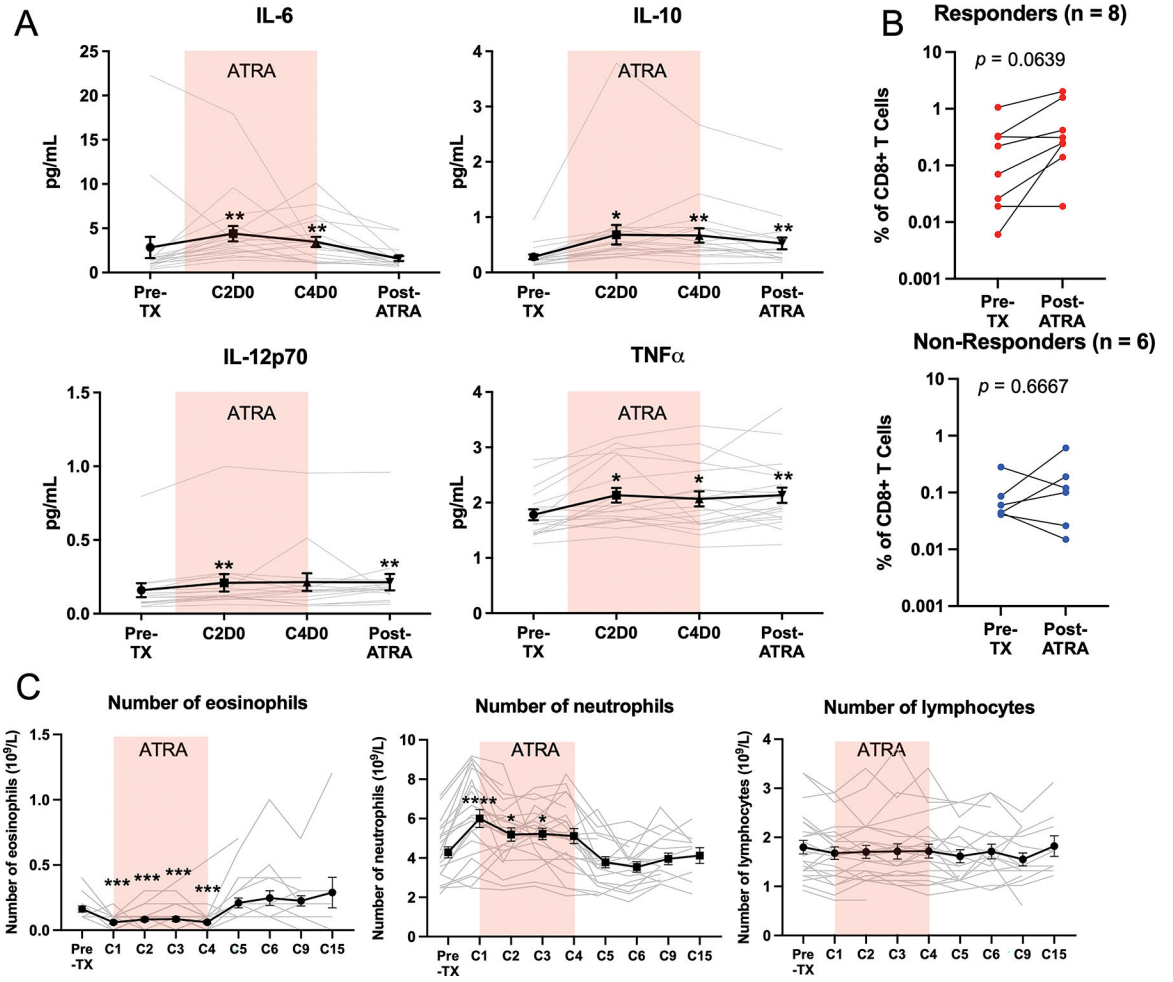 A
IL-6
pg/mL
25
20
15
10
5
0
ATRA
**
**
Pre-
TX
C2D0
C4D0
Post-
ATRA
IL-10
pg/mL
4
3
2
1
0
ATRA
*
**
**
Pre-
TX
C2D0
C4D0
Post-
ATRA
IL-12p70
pg/mL
1.5
1.0
0.5
0.0
ATRA
**
**
Pre-
TX
C2D0
C4D0
Post-
ATRA
TNFα
pg/mL
4
3
2
1
0
ATRA
*
*
**
Pre-
TX
C2D0
C4D0
Post-
ATRA
B
Responders (n = 8)
p = 0.0639
% of CD8+ T Cells
10
1
0.1
0.01
0.001
Pre-
TX
Post-
ATRA
Non-Responders (n = 6)
p = 0.6667
% of CD8+ T Cells
10
1
0.1
0.01
0.001
Pre-
TX
Post-
ATRA
C
Number of eosinophils
Number of eosinophils (10⁹/L)
1.5
1.0
0.5
0.0
ATRA
***
***
***
***
Pre
-TX
C1
C2
C3
C4
C5
C6
C9
C15
Number of neutrophils
Number of neutrophils (10⁹/L)
10
8
6
4
2
0
ATRA
****
*
*
Pre
-TX
C1
C2
C3
C4
C5
C6
C9
C15
Number of lymphocytes
Number of lymphocytes (10⁹/L)
4
3
2
1
0
ATRA
Pre
-TX
C1
C2
C3
C4
C5
C6
C9
C15